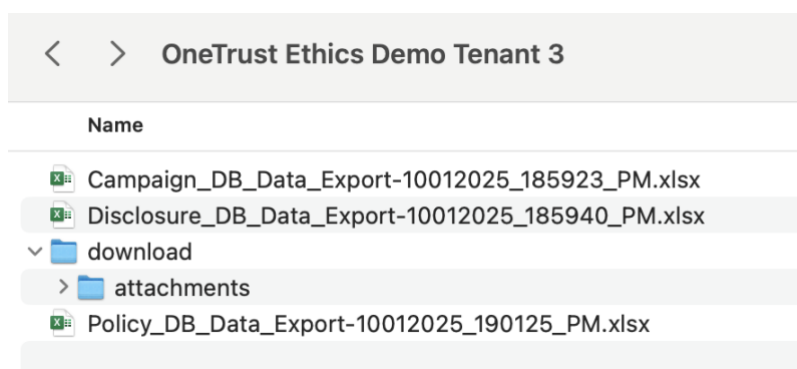 OneTrust Ethics Demo Tenant 3
Name
Campaign_DB_Data_Export-10012025_185923_PM.xlsx
Disclosure_DB_Data_Export-10012025_185940_PM.xlsx
download
attachments
Policy_DB_Data_Export-10012025_190125_PM.xlsx